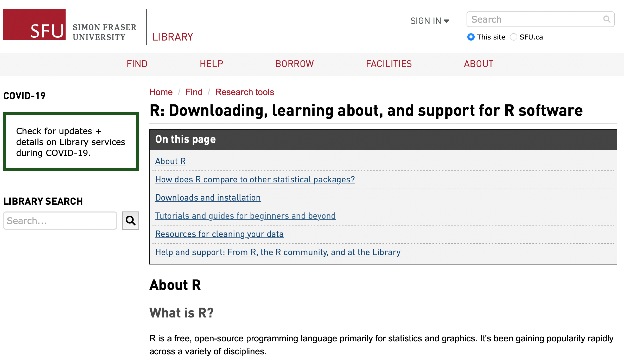 SFU SIMON FRASER UNIVERSITY
LIBRARY
SIGN IN
Search
This site SFU.ca
FIND HELP BORROW FACILITIES ABOUT
COVID-19
Check for updates +
details on Library services
during COVID-19.
LIBRARY SEARCH
Search...
Home / Find / Research tools
R: Downloading, learning about, and support for R software
On this page
About R
How does R compare to other statistical packages?
Downloads and installation
Tutorials and guides for beginners and beyond
Resources for cleaning your data
Help and support: From R, the R community, and at the Library
About R
What is R?
R is a free, open-source programming language primarily for statistics and graphics. It's been gaining popularity rapidly
across a variety of disciplines.